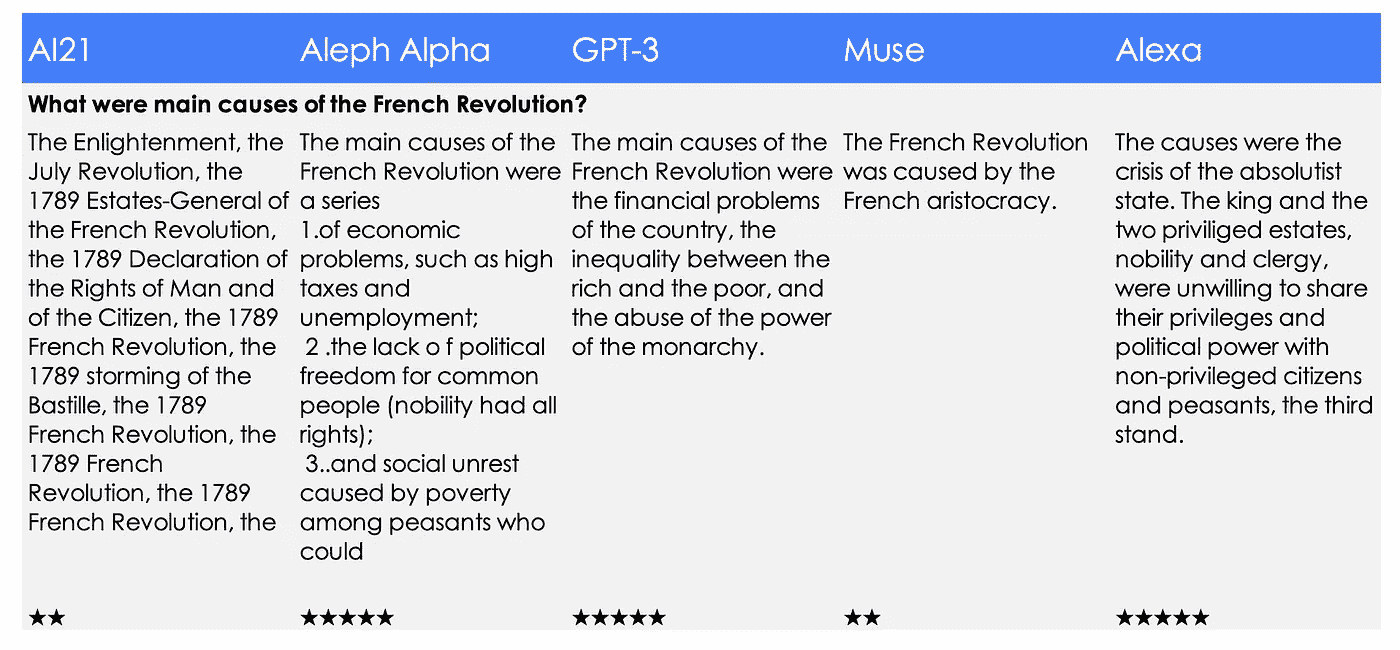 AI21
Aleph Alpha
GPT-3
Muse
Alexa
What were main causes of the French Revolution?
The Enlightenment, the
July Revolution, the
1789 Estates-General of
the French Revolution,
the 1789 Declaration of
the Rights of Man and
of the Citizen, the 1789
French Revolution, the
1789 storming of the
Bastille, the 1789
French Revolution, the
1789 French
Revolution, the 1789
French Revolution, the
★★
The main causes of the
French Revolution were
a series
1.of economic
problems, such as high
taxes and
unemployment;
2 .the lack o f political
freedom for common
people (nobility had all
rights);
3..and social unrest
caused by poverty
among peasants who
could
★★★★★
The main causes of the
French Revolution were
the financial problems
of the country, the
inequality between the
rich and the poor, and
the abuse of the power
of the monarchy.
★★★★★
The French Revolution
was caused by the
French aristocracy.
★★
The causes were the
crisis of the absolutist
state. The king and the
two priviliged estates,
nobility and clergy,
were unwilling to share
their privileges and
political power with
non-privileged citizens
and peasants, the third
stand.
★★★★★